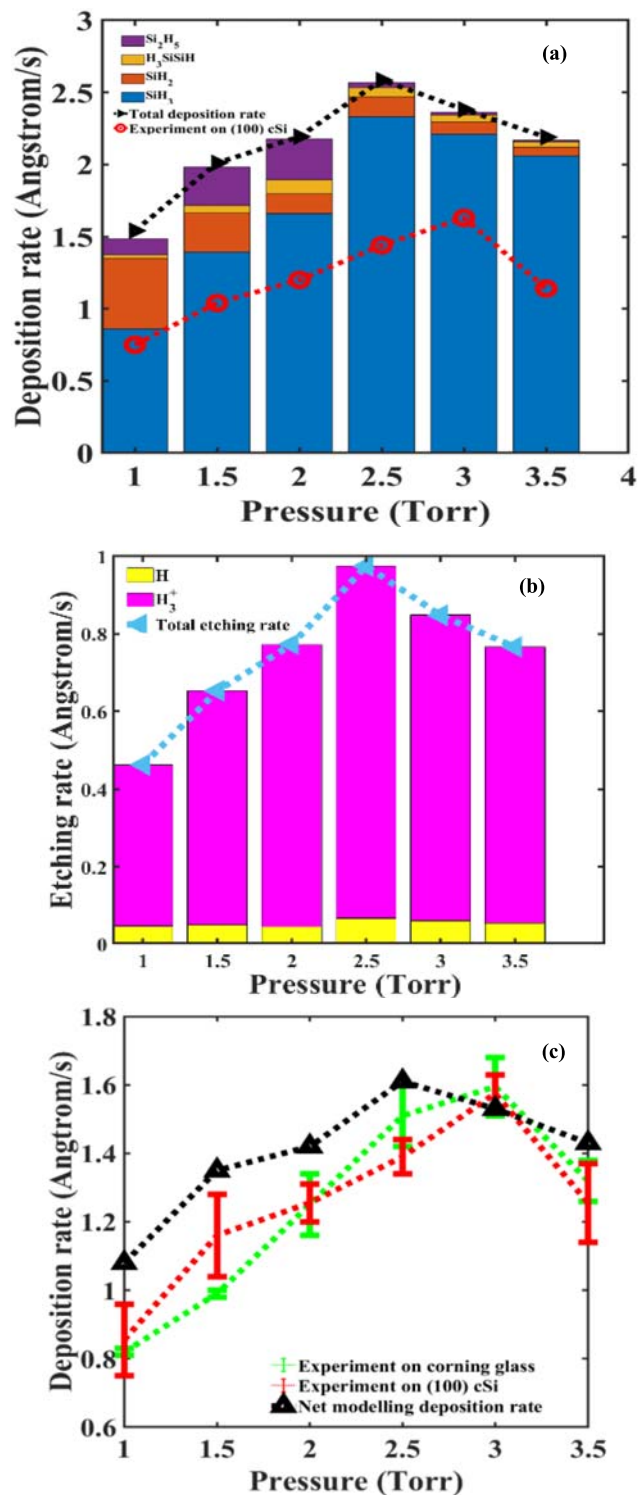 (a)
Si₂H₅
H₃SiSiH
SiH₂
SiH₃
Total deposition rate
Experiment on (100) cSi
Deposition rate (Angstrom/s)
3
2.5
2
1.5
1
0.5
0
1 1.5 2 2.5 3 3.5 4
Pressure (Torr)
(b)
H
H₃⁺
Total etching rate
Etching rate (Angstrom/s)
1
0.8
0.6
0.4
0.2
0
1 1.5 2 2.5 3 3.5
Pressure (Torr)
(c)
Deposition rate (Angtrom/s)
1.8
1.6
1.4
1.2
1
0.8
0.6
Experiment on corning glass
Experiment on (100) cSi
Net modelling deposition rate
1 1.5 2 2.5 3 3.5
Pressure (Torr)